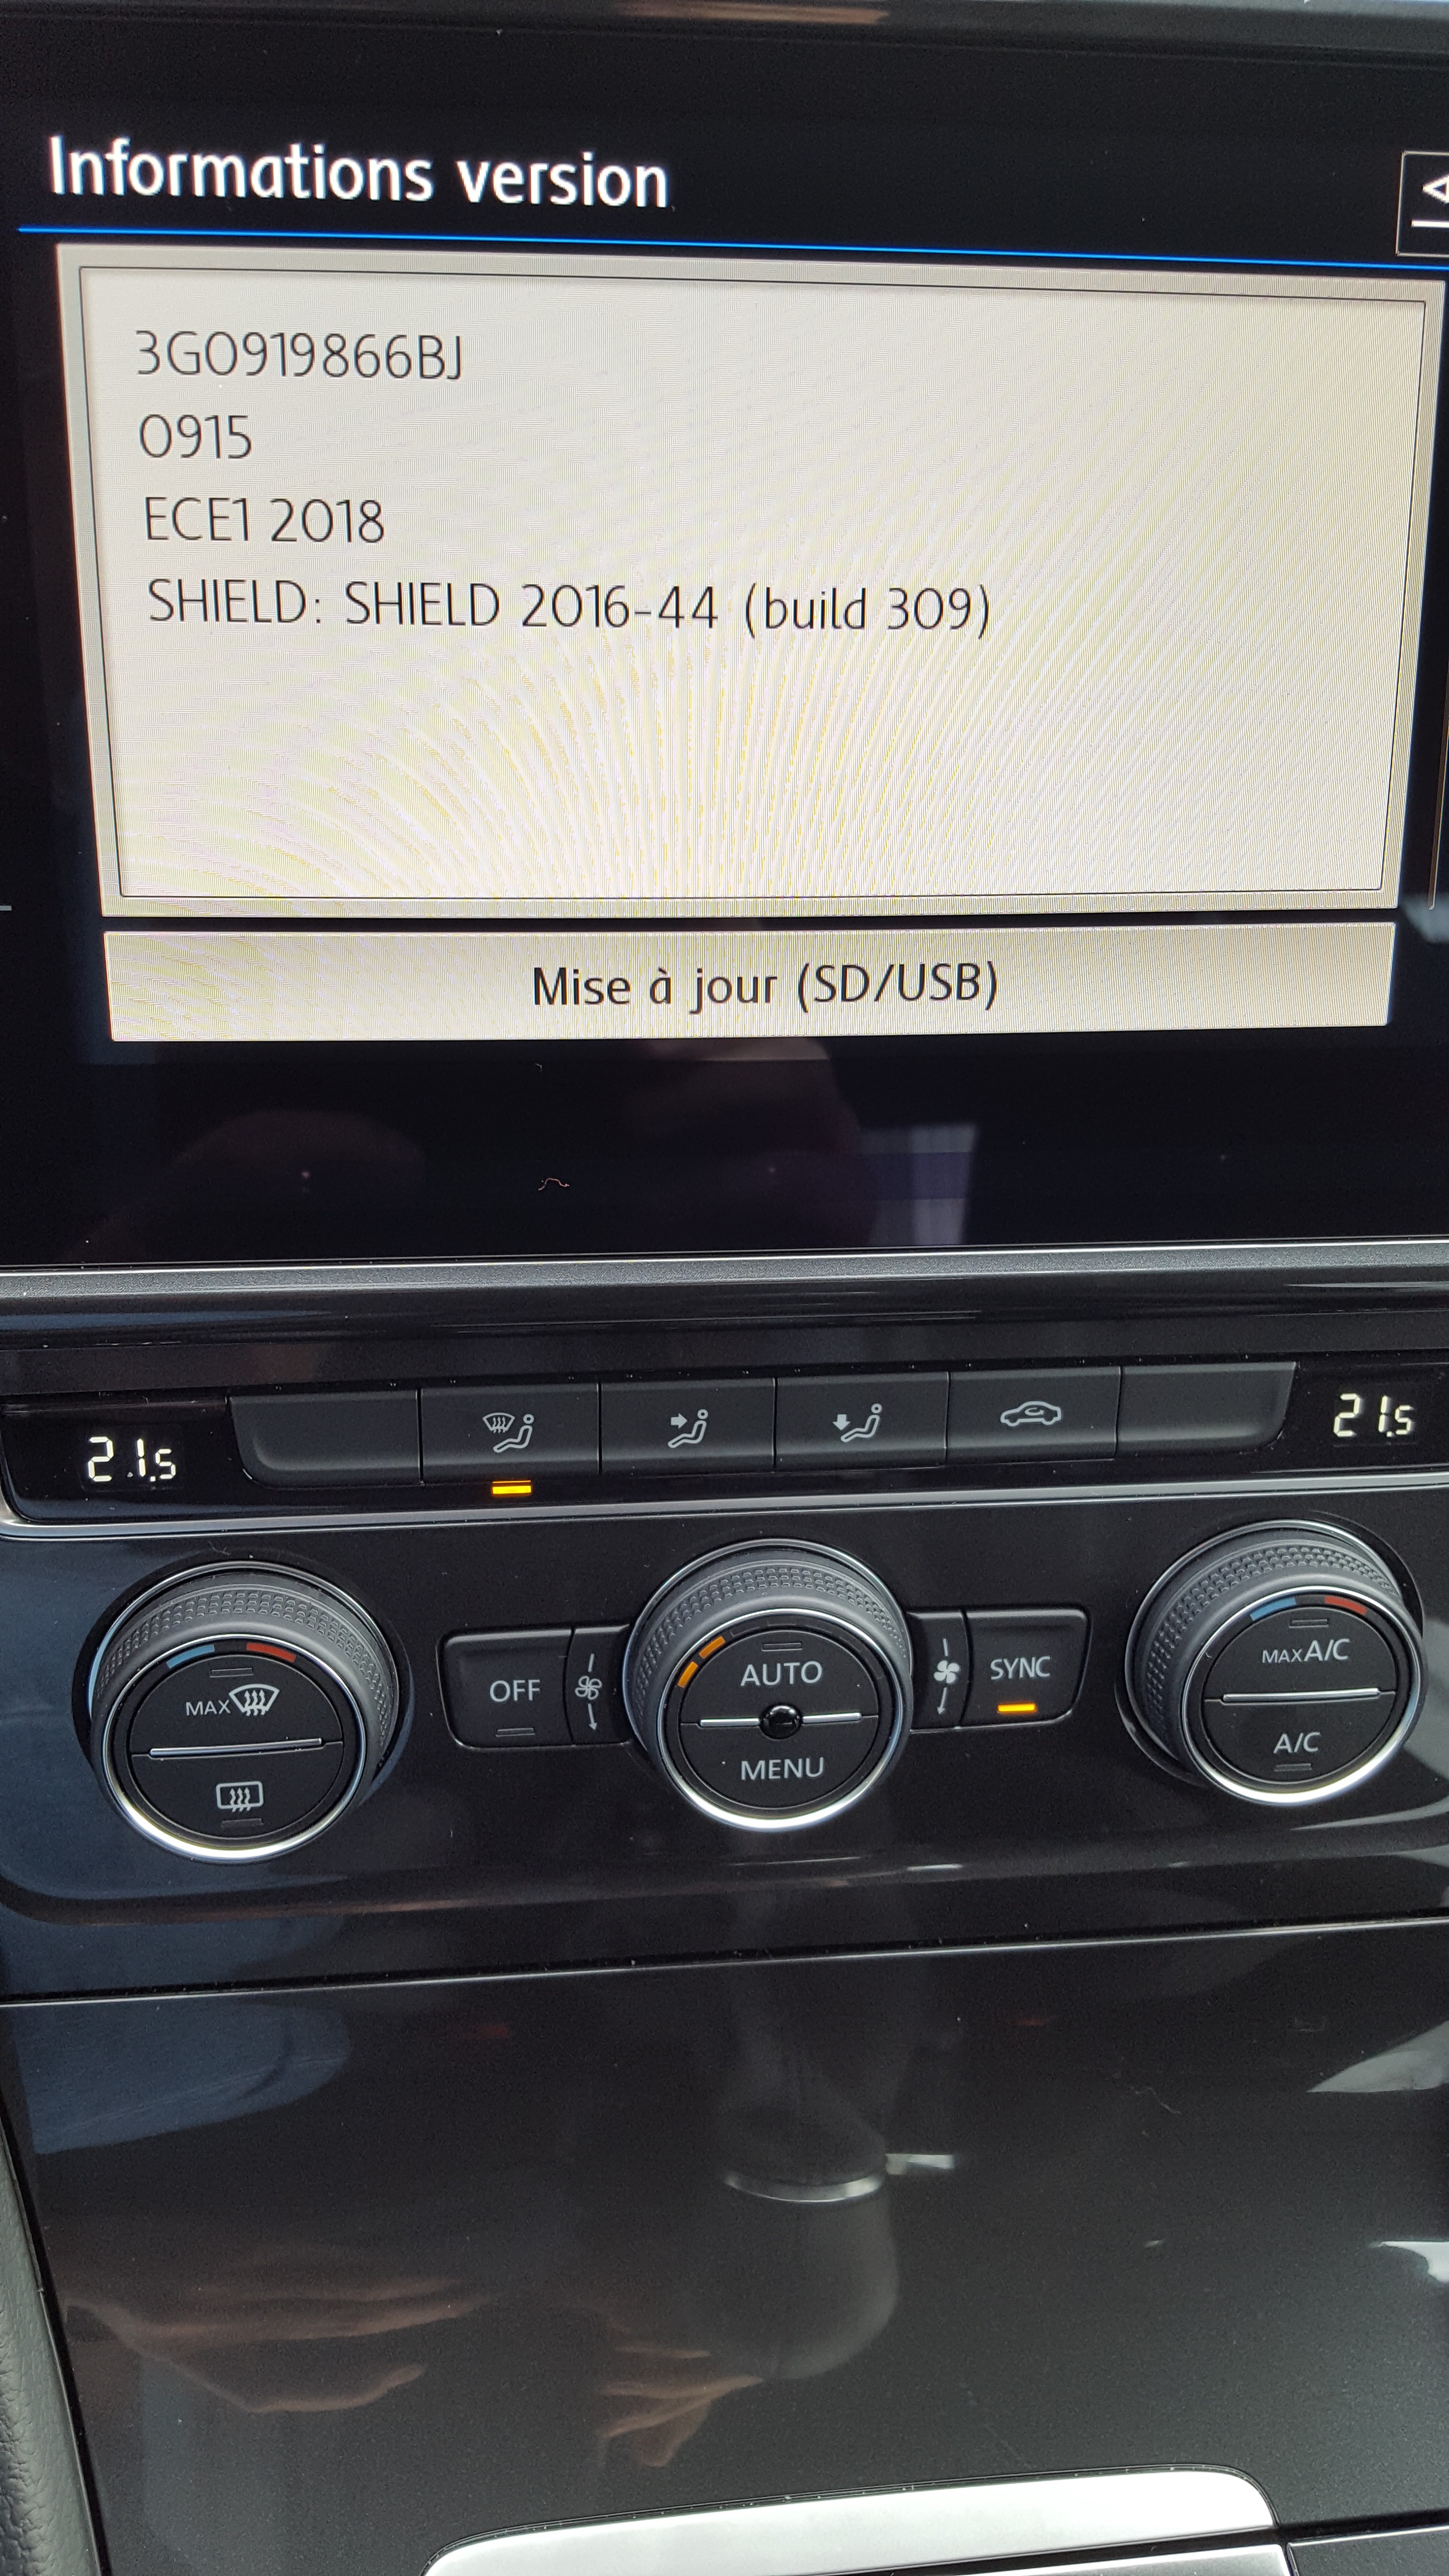 Informations version
3G0919866BJ
0915
ECE1 2018
SHIELD: SHIELD 2016-44 (build 309)
Mise à jour (SD/USB)
21.5
21.5
MAX
OFF
AUTO
MENU
SYNC
MAX A/C
A/C